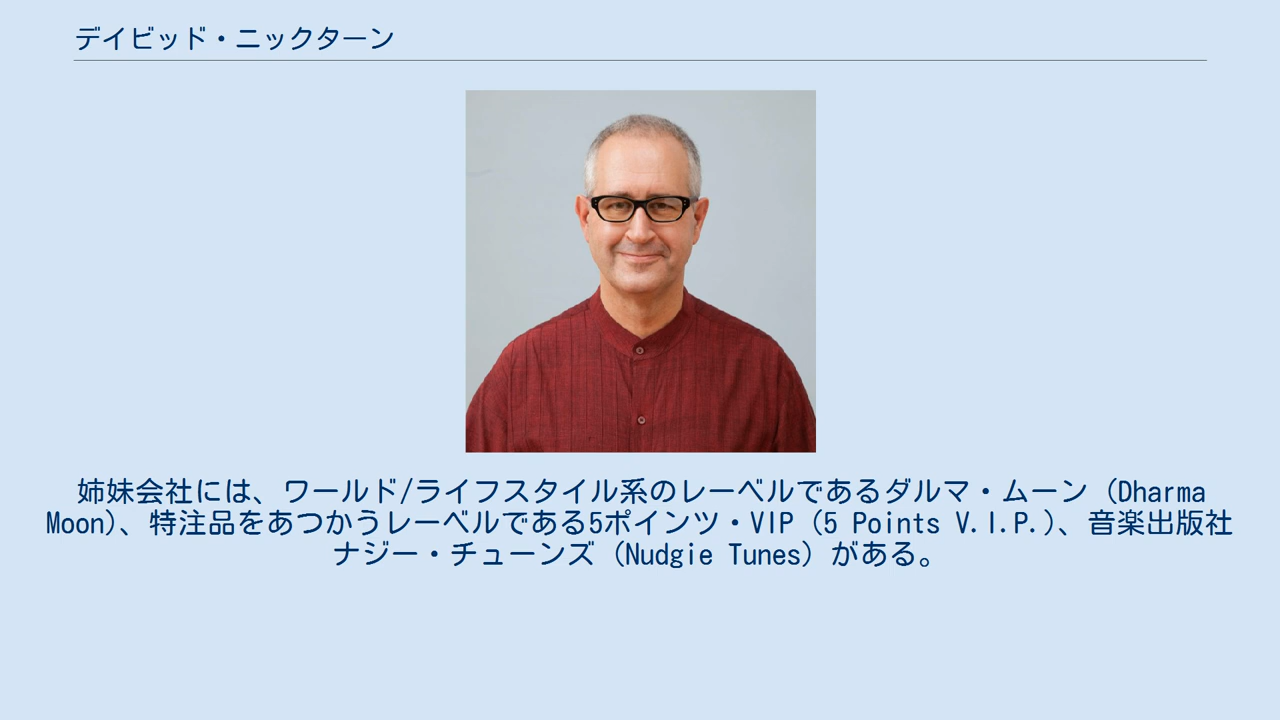 デイビッド・ニックターン
姉妹会社には、ワールド/ライフスタイル系のレーベルであるダルマ・ムーン（Dharma
Moon)、特注品をあつかうレーベルである5ポインツ・VIP（5 Points V.I.P.)、音楽出版社
ナジー・チューンズ（Nudgie Tunes）がある。